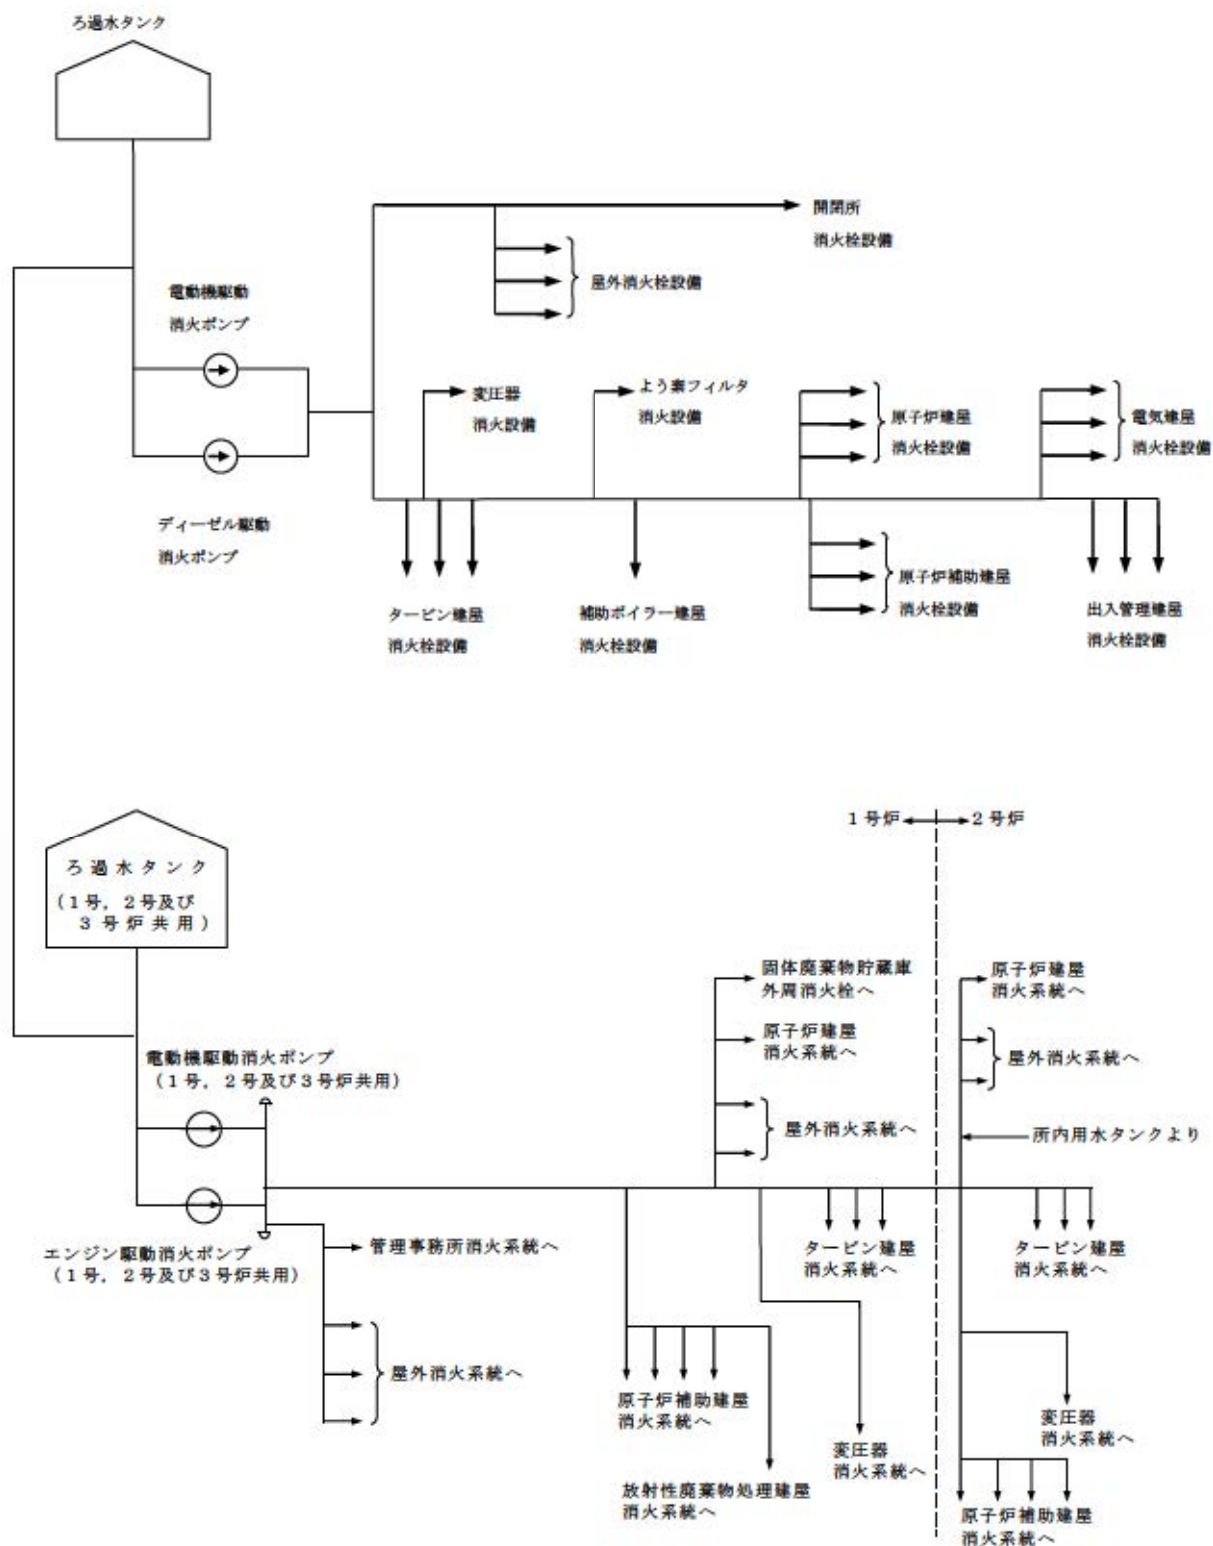 ろ過水タンク
開閉所
消火栓設備
屋外消火栓設備
電動機駆動
消火ポンプ
変圧器
消火設備
よう素フィルタ
消火設備
原子炉建屋
消火栓設備
電気建屋
消火栓設備
ディーゼル駆動
消火ポンプ
タービン建屋
消火栓設備
補助ボイラー建屋
消火栓設備
原子炉補助建屋
消火栓設備
出入管理建屋
消火栓設備
1号炉
2号炉
ろ過水タンク
(1号，2号及び
3号炉共用)
固体廃棄物貯蔵庫
外周消火栓へ
原子炉建屋
消火系統へ
屋外消火系統へ
原子炉建屋
消火系統へ
屋外消火系統へ
所内用水タンクより
電動機駆動消火ポンプ
(1号，2号及び3号炉共用)
エンジン駆動消火ポンプ
(1号，2号及び3号炉共用)
管理事務所消火系統へ
屋外消火系統へ
タービン建屋
消火系統へ
タービン建屋
消火系統へ
原子炉補助建屋
消火系統へ
変圧器
消火系統へ
放射性廃棄物処理建屋
消火系統へ
変圧器
消火系統へ
原子炉補助建屋
消火系統へ